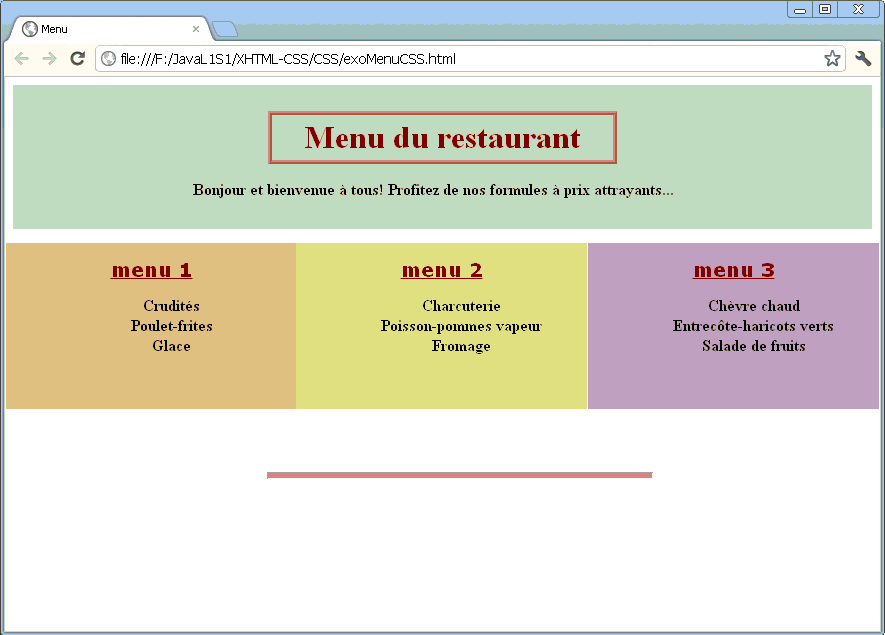 Menu
file:///F:/JavaL1S1/XHTML-CSS/CSS/exoMenuCSS.html
Menu du restaurant
Bonjour et bienvenue à tous! Profitez de nos formules à prix attrayants...
menu 1
Crudités
Poulet-frites
Glace
menu 2
Charcuterie
Poisson-pommes vapeur
Fromage
menu 3
Chèvre chaud
Entrecôte-haricots verts
Salade de fruits